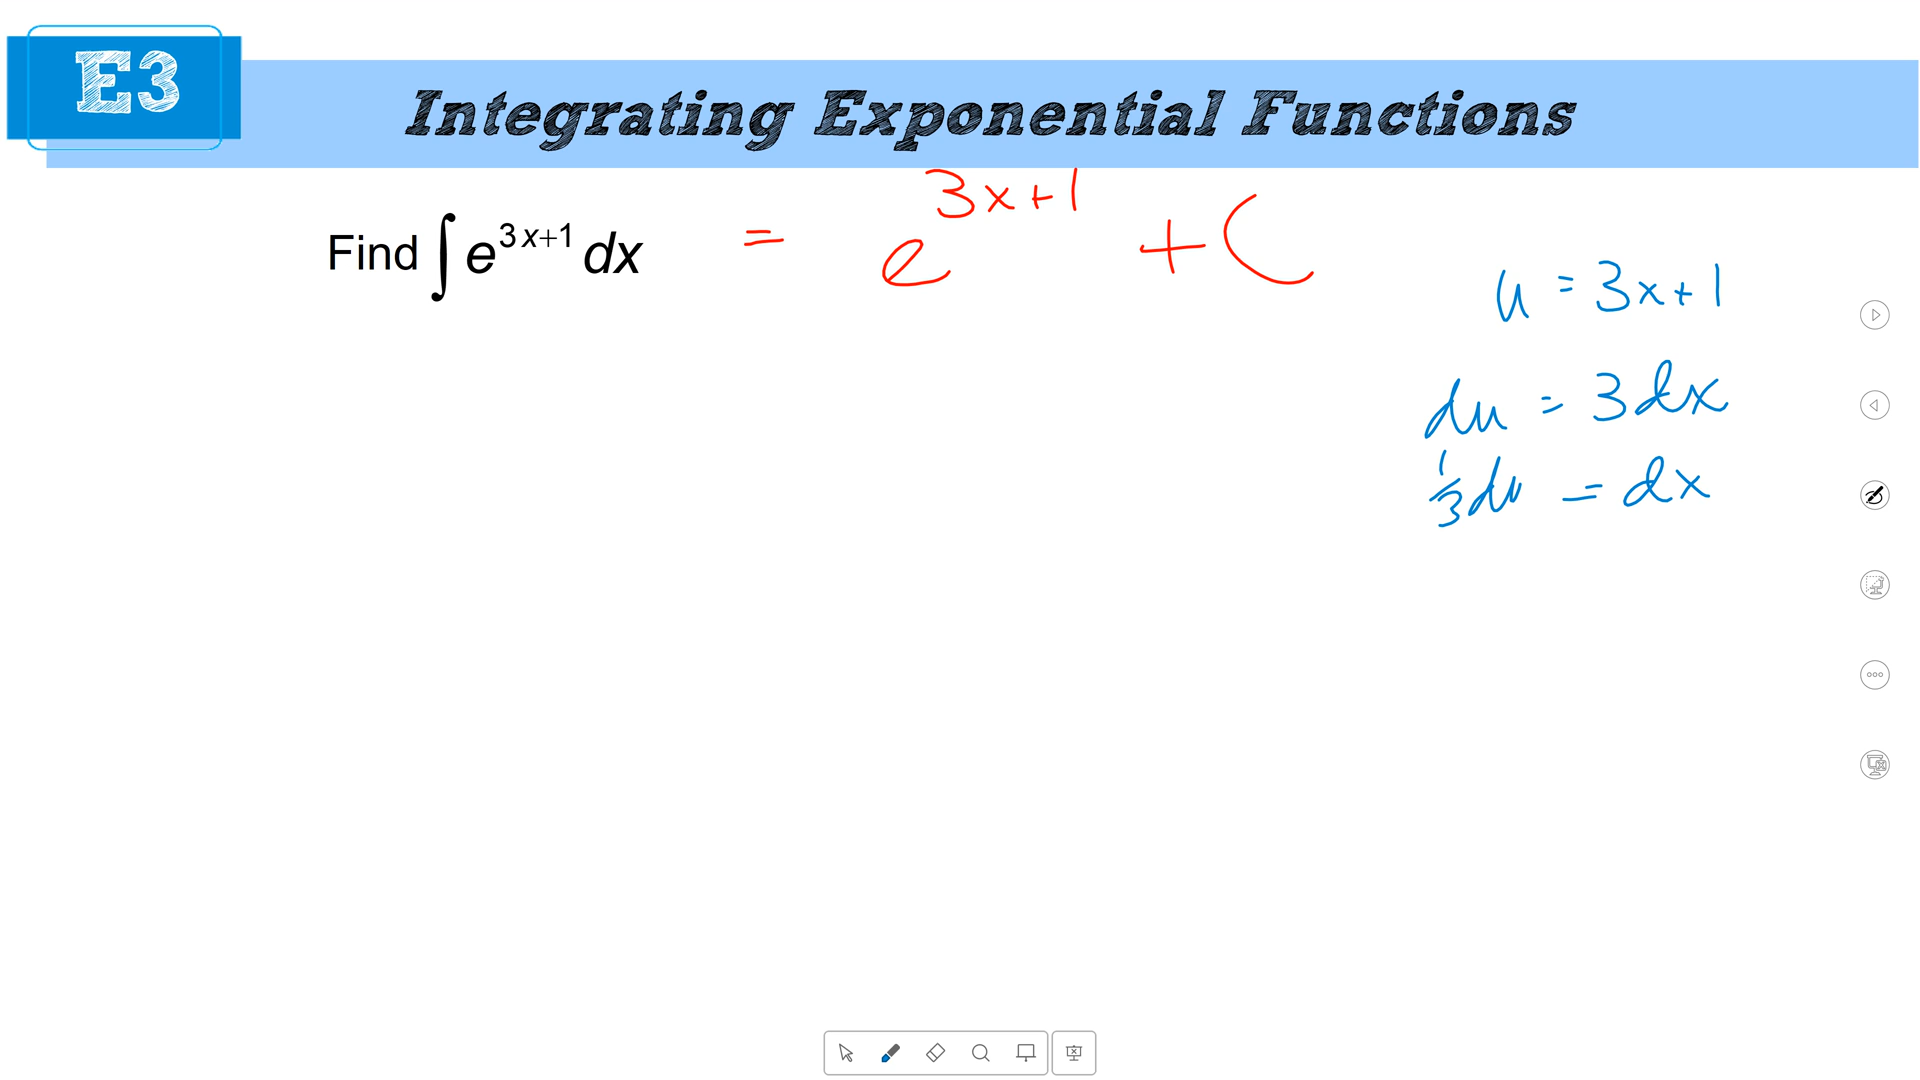 E3
Integrating Exponential Functions
Find ∫ e^{3x+1} dx = e^{3x+1} + C
u = 3x+1
du = 3dx
1/3 du = dx